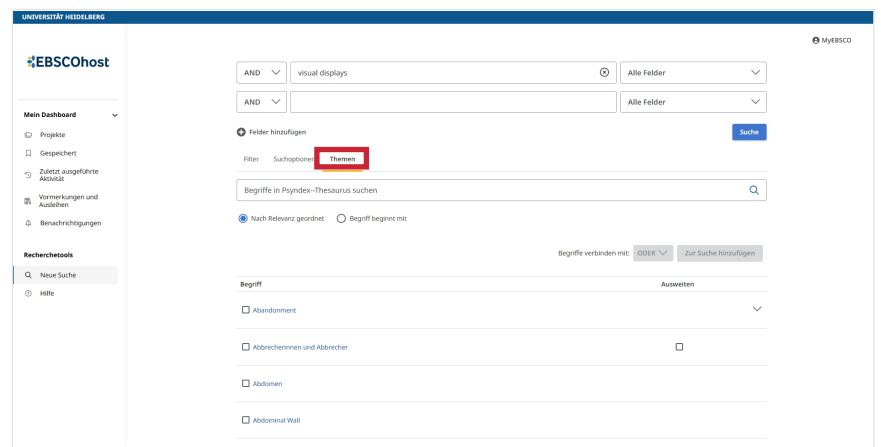 UNIVERSITÄT HEIDELBERG
MyEBSCO
EBSCOhost
AND visual displays Alle Felder
AND Alle Felder
Mein Dashboard
Projekte
Gespeichert
Zuletzt ausgeführte
Aktivität
Vormerkungen und
Ausleihen
Benachrichtigungen
Recherchetools
Neue Suche
Hilfe
Felder hinzufügen Suche
Filter Suchoptionen Themen
Begriffe in Psyndex--Thesaurus suchen
Nach Relevanz geordnet Begriff beginnt mit
Begriffe verbinden mit: ODER Zur Suche hinzufügen
Begriff Ausweiten
Abandonment
Abbrecherinnen und Abbrecher
Abdomen
Abdominal Wall